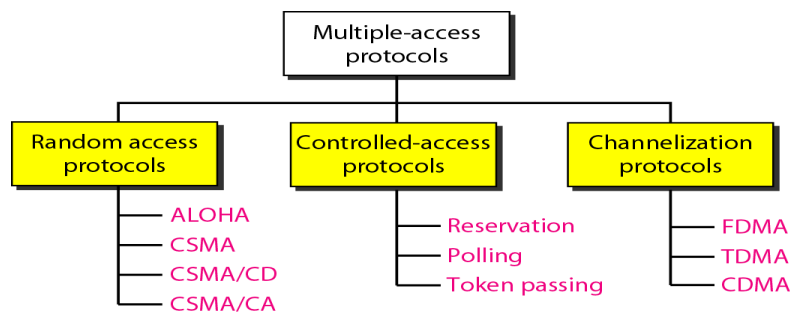 Multiple-access
protocols
Random access
protocols
Controlled-access
protocols
Channelization
protocols
ALOHA
CSMA
CSMA/CD
CSMA/CA
Reservation
Polling
Token passing
FDMA
TDMA
CDMA